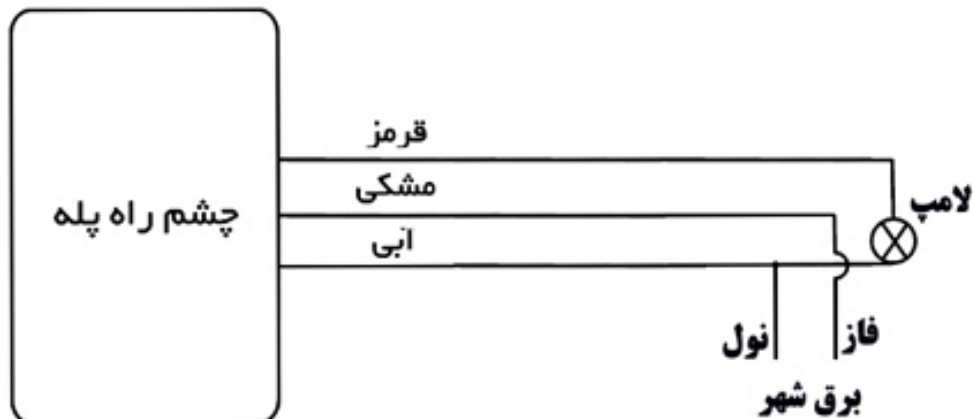 قرمز
مشکی
آبی
چشم راه پله
لامپ
نول
فاز
برق شهر